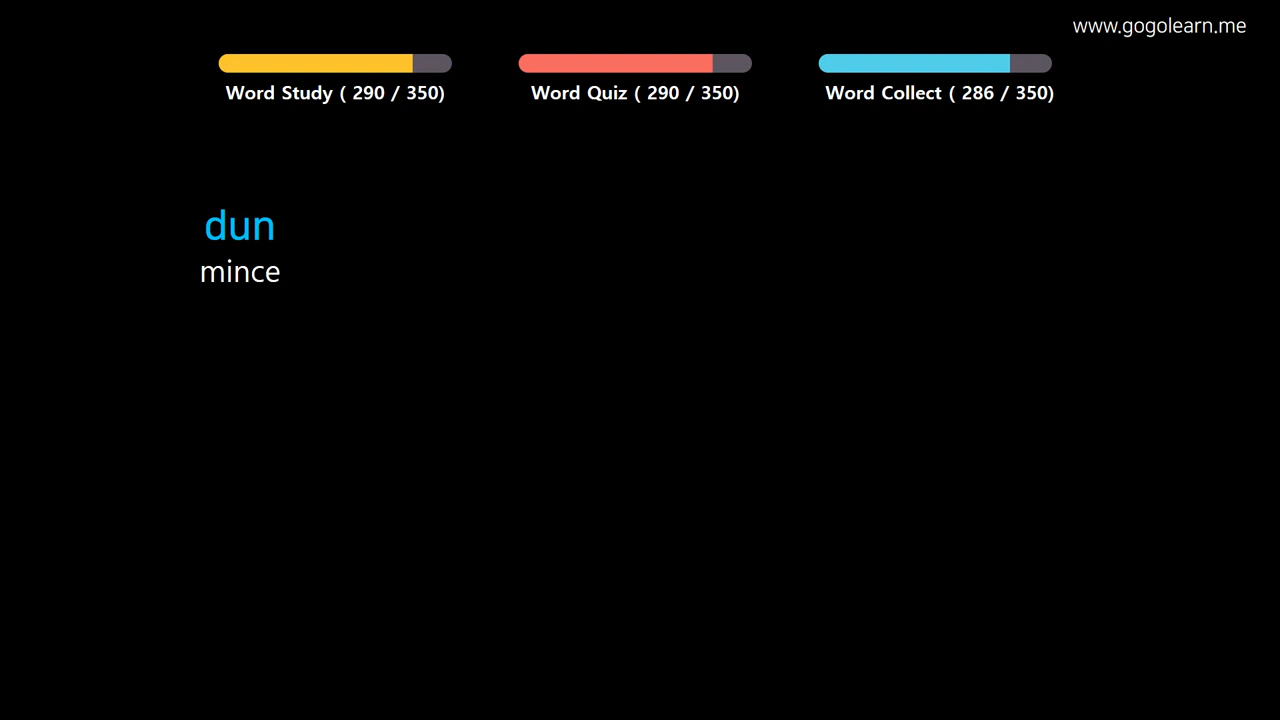 www.gogolearn.me
Word Study ( 290 / 350)
Word Quiz ( 290 / 350)
Word Collect ( 286 / 350)
dun
mince